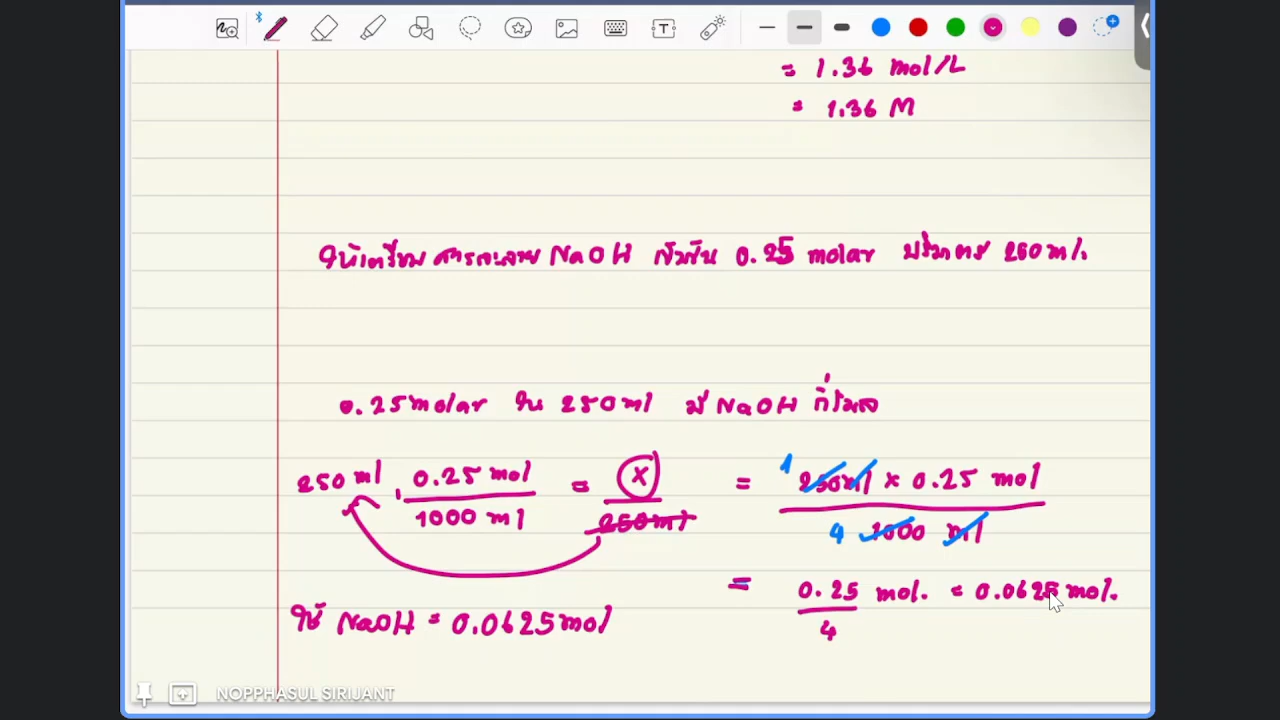 = 1.36 mol/L
= 1.36 M
ให้เตรียม สารละลาย NaOH เข้มข้น 0.25 molar ปริมาตร 250 ml.
0.25 molar ใน 250 ml มี NaOH กี่โมล
250 ml . 0.25 mol / 1000 ml = x / 250 ml = 1 250 ml x 0.25 mol / 4 1000 ml
= 0.25 mol. / 4 = 0.0625 mol.
ใช้ NaOH = 0.0625 mol
NOPPHASUL SIRIJANT